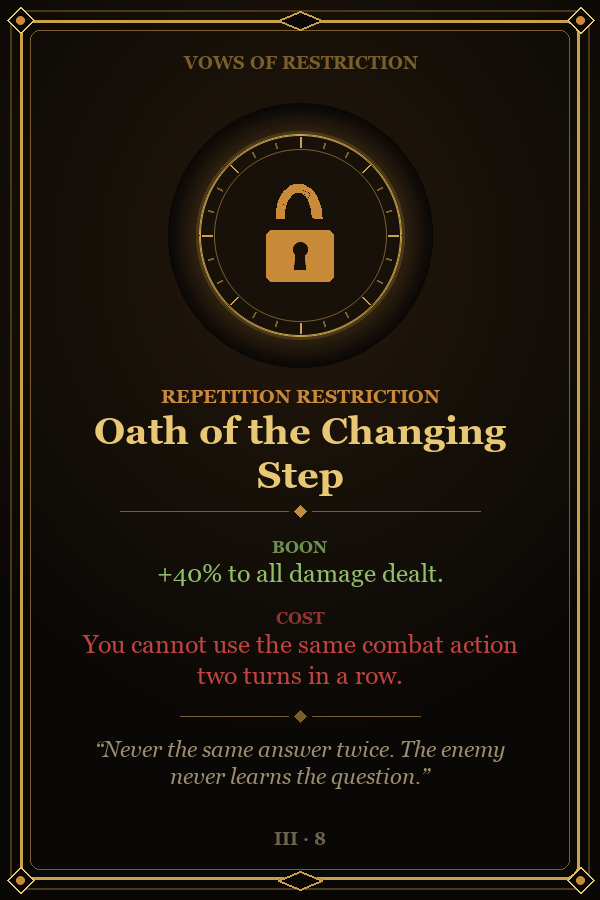 VOWS OF RESTRICTION
REPETITION RESTRICTION
Oath of the Changing
Step
BOON
+40% to all damage dealt.
COST
You cannot use the same combat action
two turns in a row.
“Never the same answer twice. The enemy
never learns the question.”
III · 8